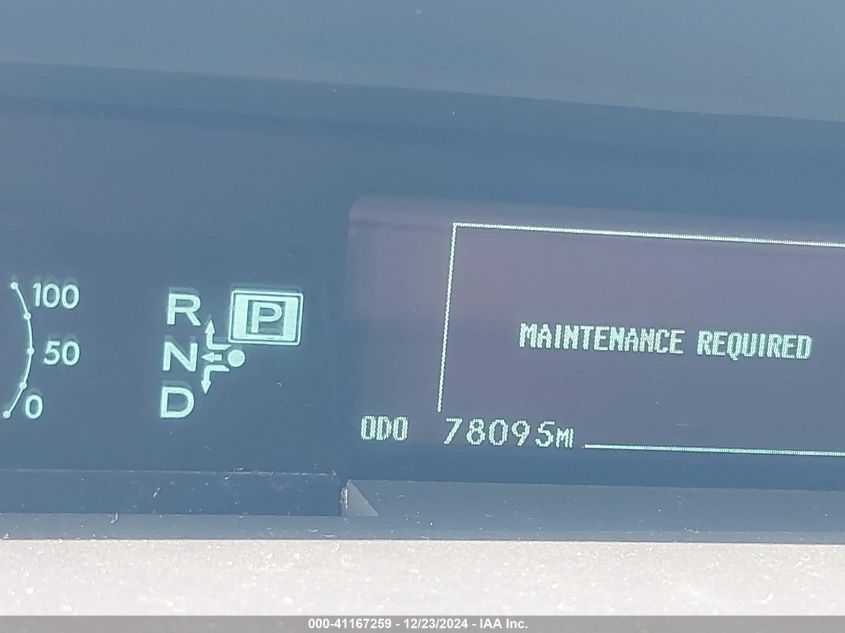 100
50
0
R
P
N
D
MAINTENANCE REQUIRED
ODO 78095MI
000-41167259 - 12/23/2024 - IAA Inc.